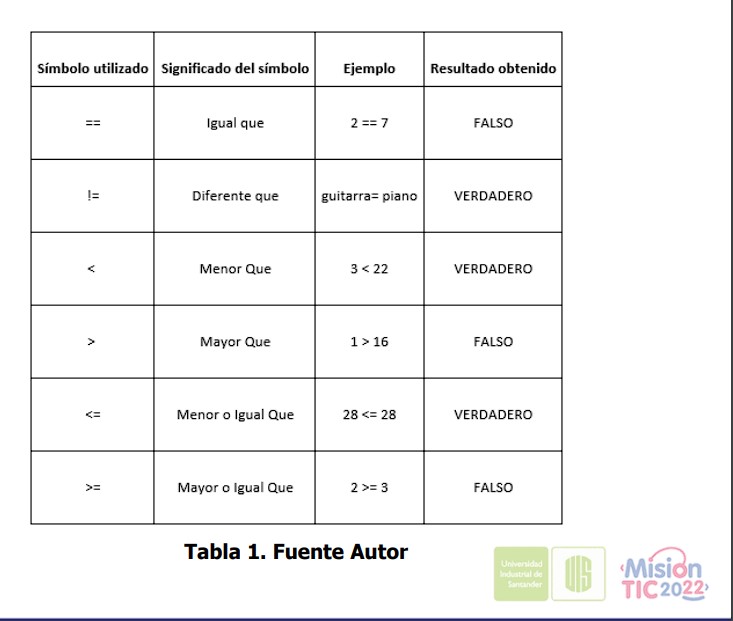 Símbolo utilizado Significado del símbolo Ejemplo Resultado obtenido
== Igual que 2 == 7 FALSO
!= Diferente que guitarra= piano VERDADERO
< Menor Que 3 < 22 VERDADERO
> Mayor Que 1 > 16 FALSO
<= Menor o Igual Que 28 <= 28 VERDADERO
>= Mayor o Igual Que 2 >= 3 FALSO
Tabla 1. Fuente Autor
Universidad
Industrial de
Santander
UIS
Misión
TIC 2022